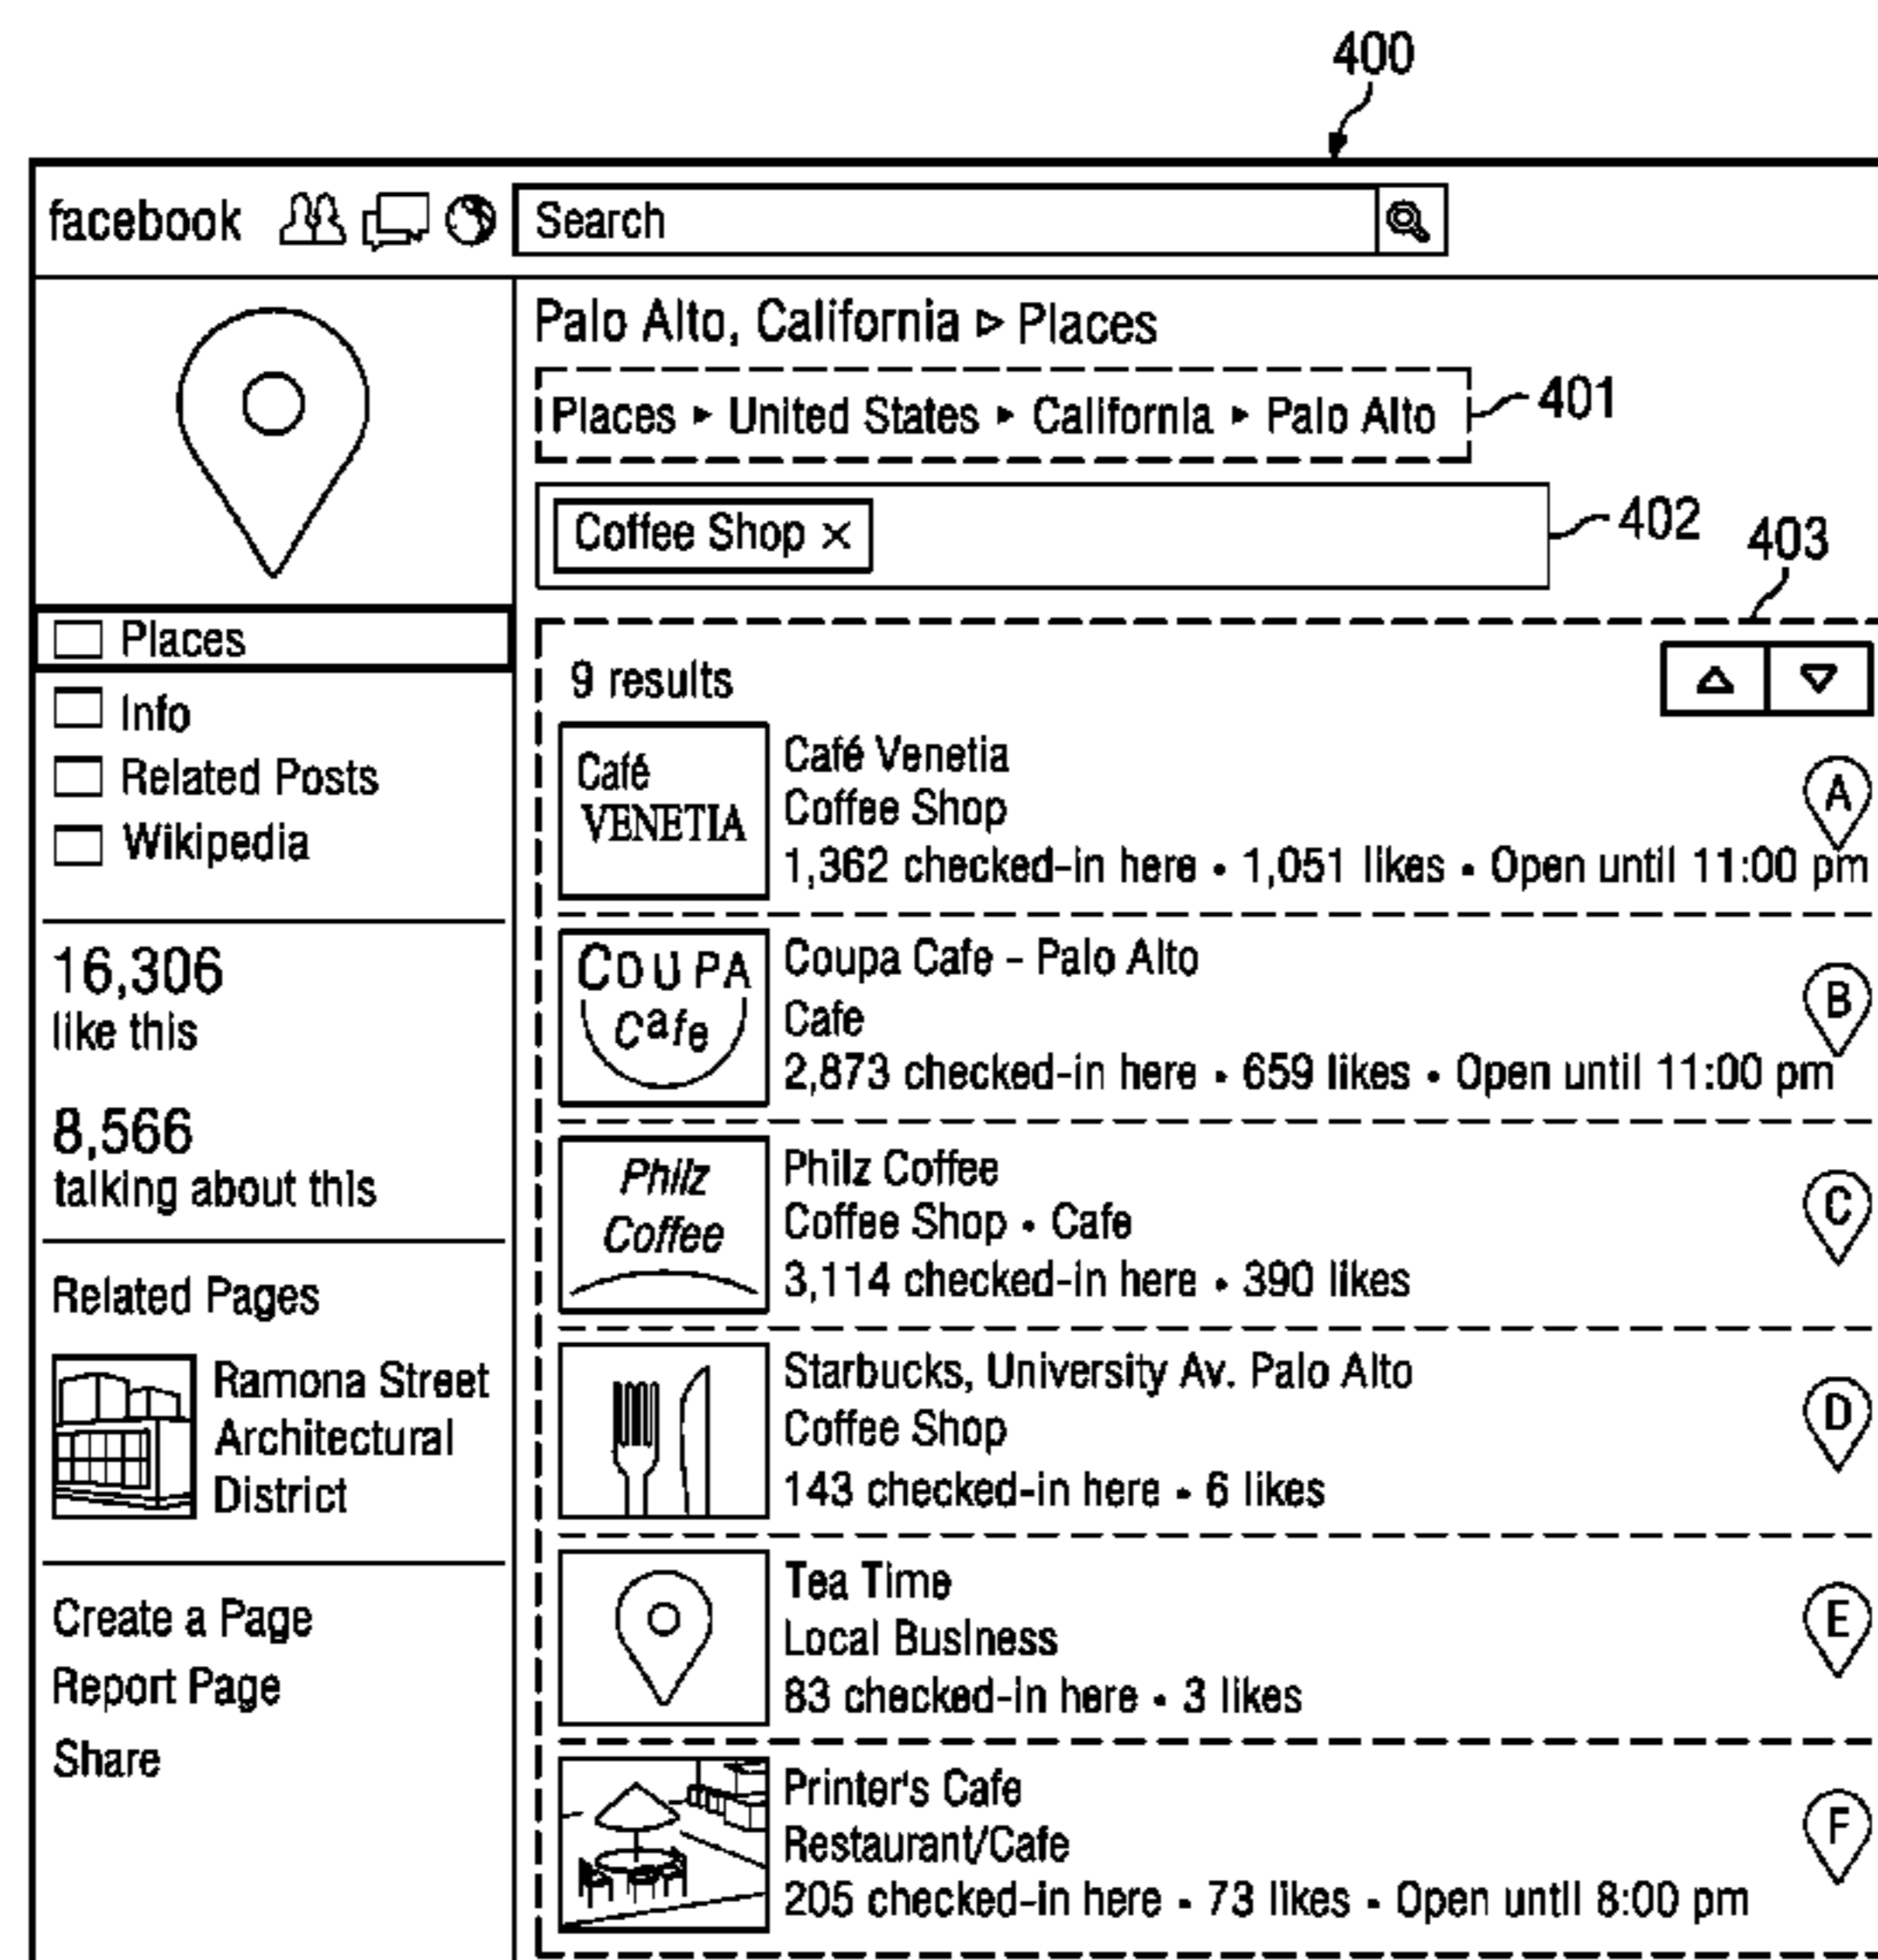 400
facebook
Search
Palo Alto, California ▹ Places
Places ▸ United States ▸ California ▸ Palo Alto
401
Coffee Shop ×
402
403
Places
Info
Related Posts
Wikipedia
16,306
like this
8,566
talking about this
Related Pages
Ramona Street
Architectural
District
Create a Page
Report Page
Share
9 results
Café
VENETIA
Café Venetia
Coffee Shop
1,362 checked-in here • 1,051 likes • Open until 11:00 pm
A
COUPA
Cafe
Coupa Cafe - Palo Alto
Cafe
2,873 checked-in here • 659 likes • Open until 11:00 pm
B
Philz
Coffee
Philz Coffee
Coffee Shop • Cafe
3,114 checked-in here • 390 likes
C
Starbucks, University Av. Palo Alto
Coffee Shop
143 checked-in here • 6 likes
D
Tea Time
Local Business
83 checked-in here • 3 likes
E
Printer's Cafe
Restaurant/Cafe
205 checked-in here • 73 likes • Open until 8:00 pm
F